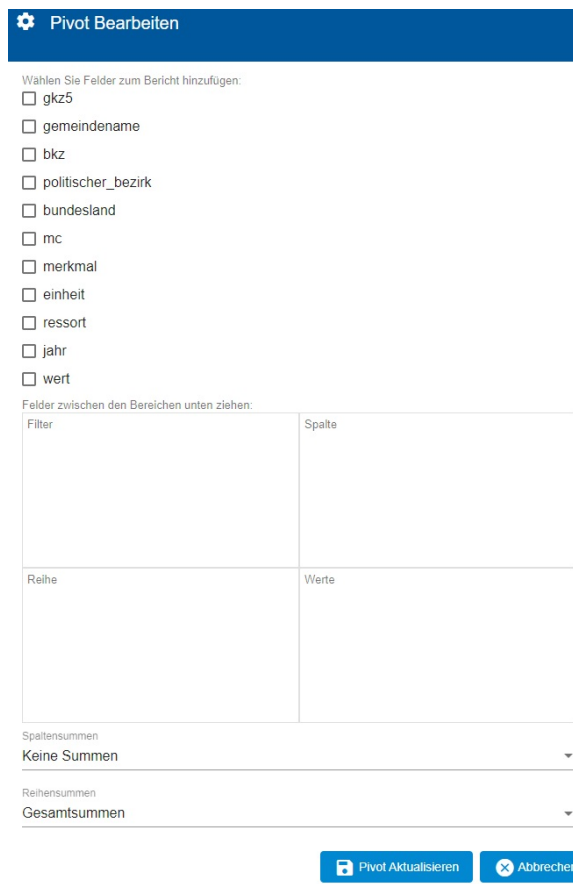 Pivot Bearbeiten
Wählen Sie Felder zum Bericht hinzufügen:
gkz5
gemeindename
bkz
politischer_bezirk
bundesland
mc
merkmal
einheit
ressort
jahr
wert
Felder zwischen den Bereichen unten ziehen:
Filter Spalte
Reihe Werte
Spaltensummen
Keine Summen
Reihensummen
Gesamtsummen
Pivot Aktualisieren Abbrechen